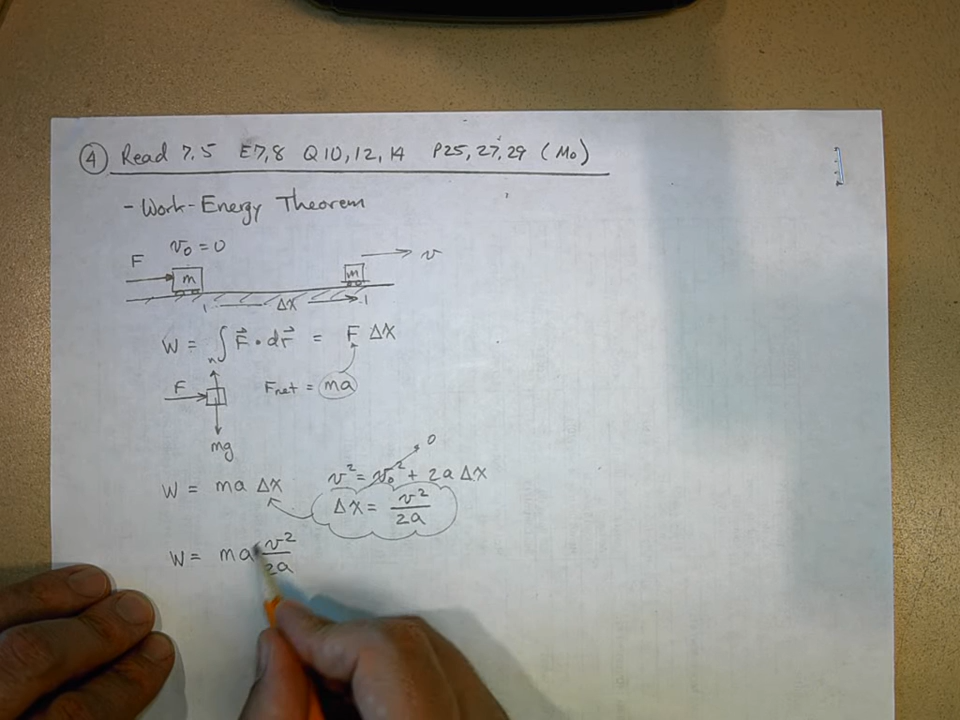 ④ Read 7.5 E7,8 Q10,12,14 P25,27,29 (Mo)
- Work-Energy Theorem
v₀ = 0
F m m v
Δx
W = ∫ F⃗ • dr⃗ = F Δx
n
F Fnet = ma
mg
0
W = ma Δx v² = v₀² + 2a Δx
Δx = v²/2a
W = ma v²/2a